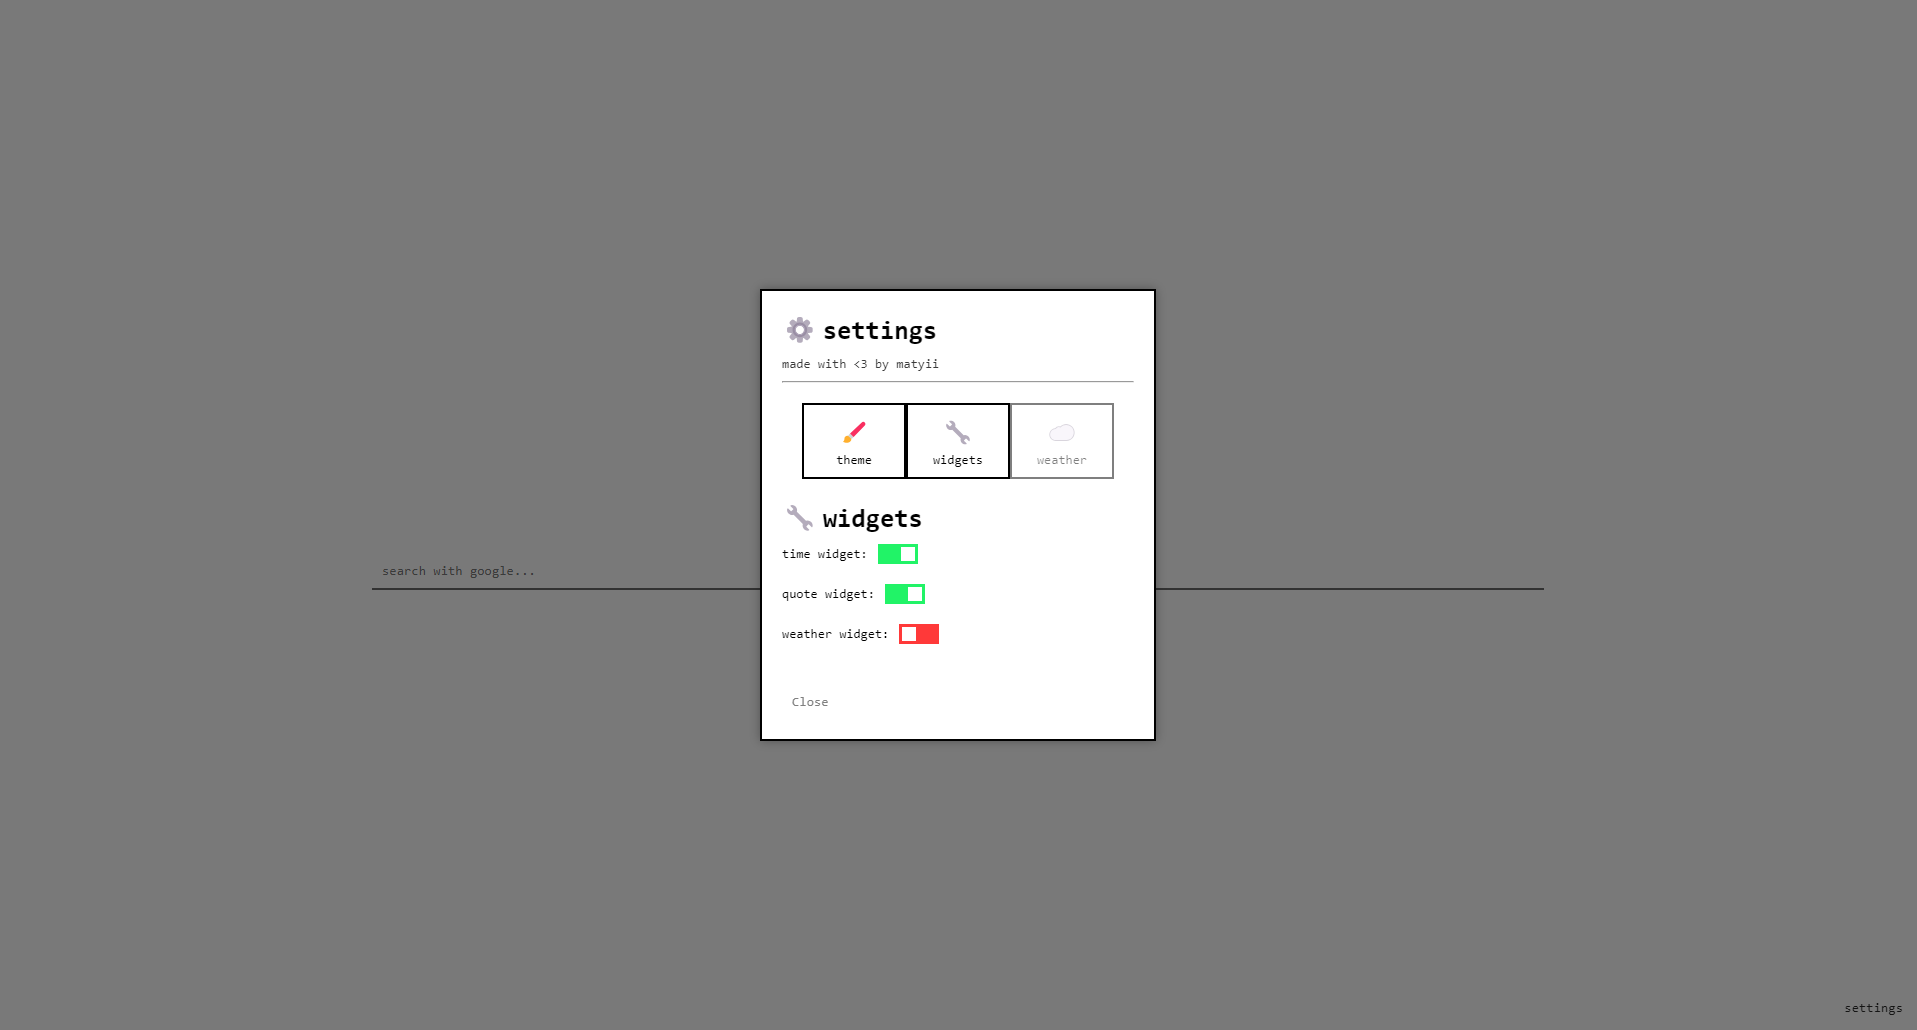 settings
made with <3 by matyii
theme
widgets
weather
widgets
time widget:
search with google...
quote widget:
weather widget:
Close
settings